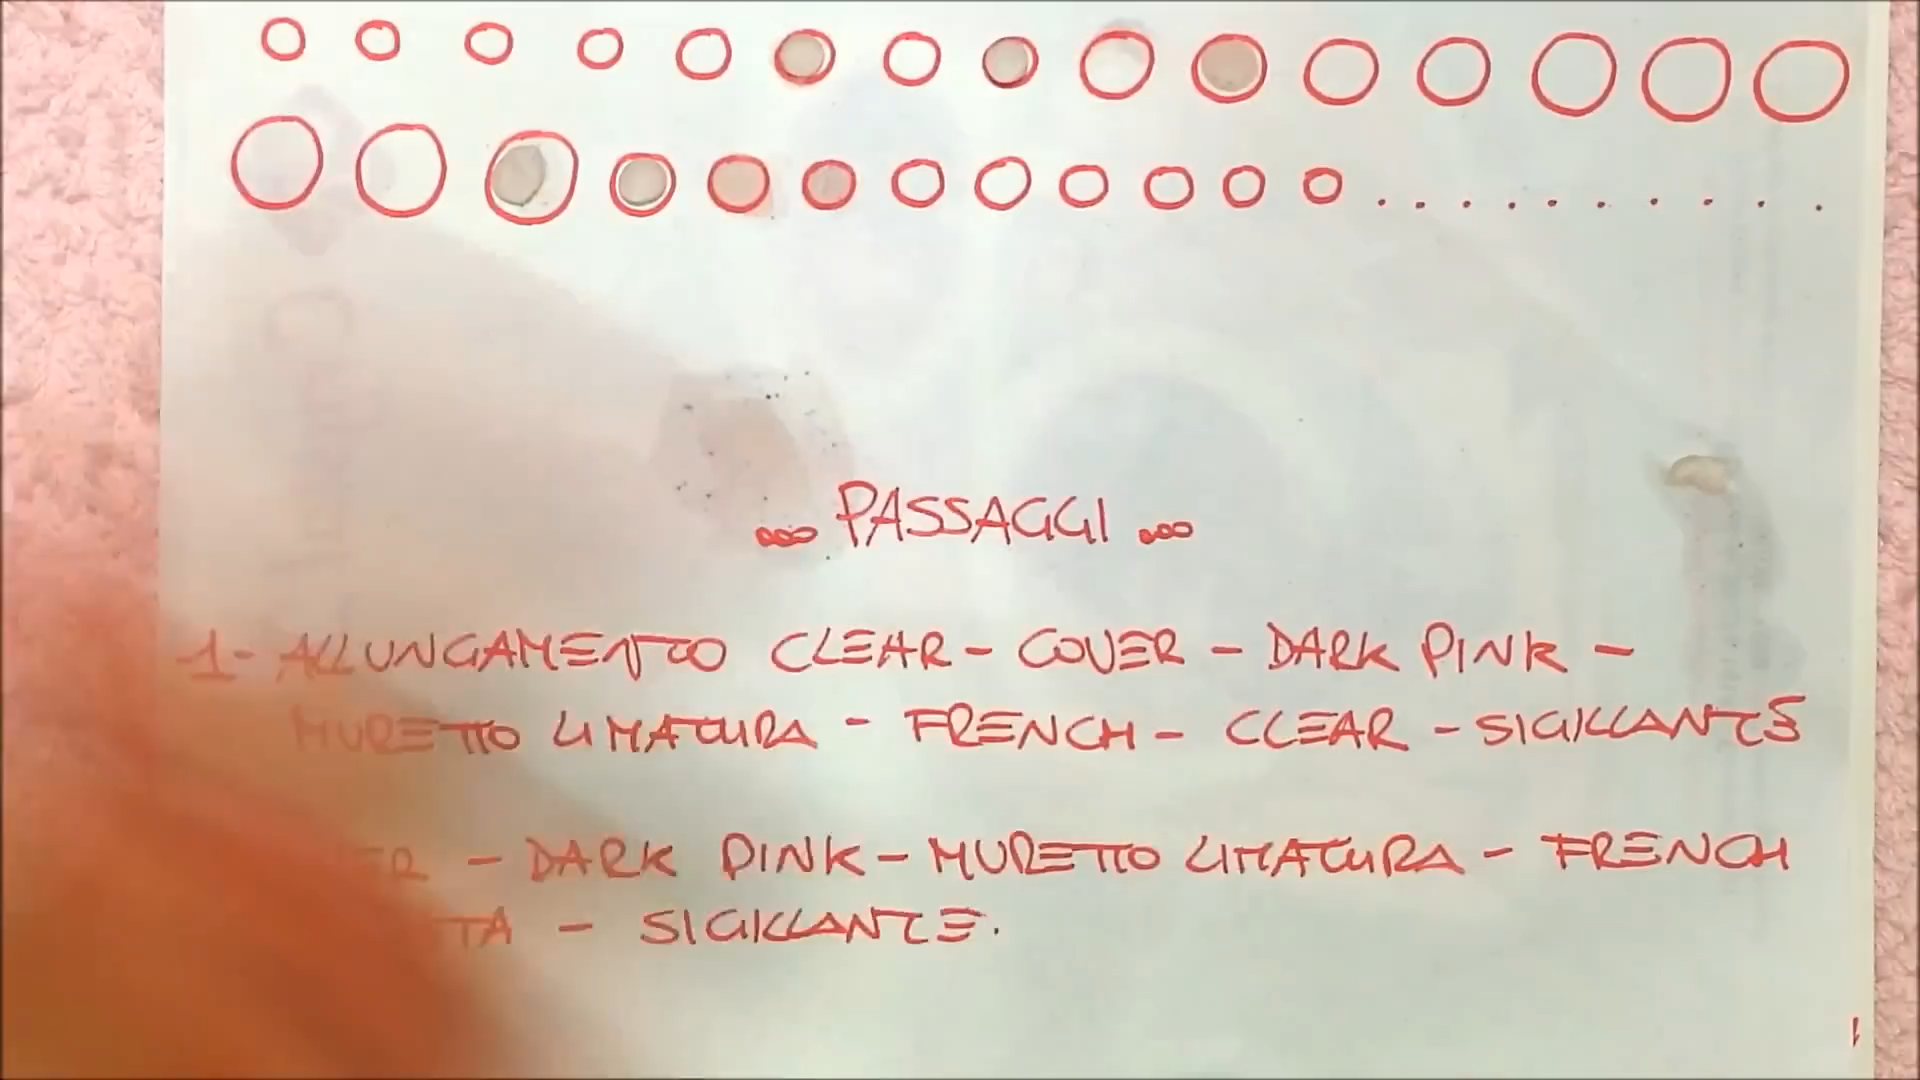 ... PASSAGGI ...
1- ALLUNGAMENTO CLEAR - COVER - DARK PINK -
MURETTO LIMATURA - FRENCH - CLEAR - SIGILLANTE
- DARK PINK - MURETTO LIMATURA - FRENCH
- SIGILLANTE.